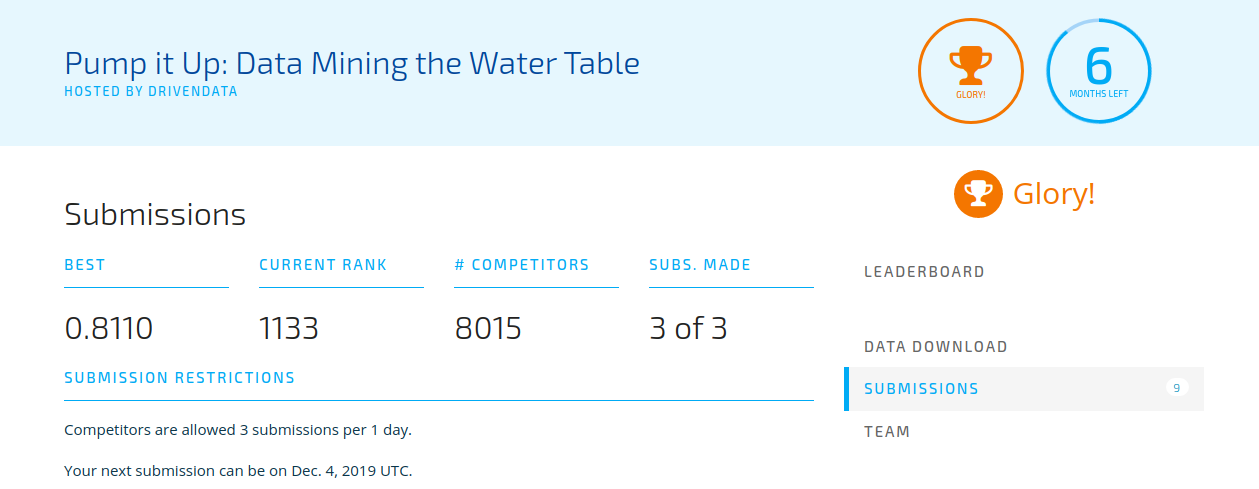 Pump it Up: Data Mining the Water Table
HOSTED BY DRIVENDATA
GLORY!
6
MONTHS LEFT
Glory!
Submissions
BEST
CURRENT RANK
# COMPETITORS
SUBS. MADE
0.8110
1133
8015
3 of 3
SUBMISSION RESTRICTIONS
Competitors are allowed 3 submissions per 1 day.
Your next submission can be on Dec. 4, 2019 UTC.
LEADERBOARD
DATA DOWNLOAD
SUBMISSIONS 9
TEAM